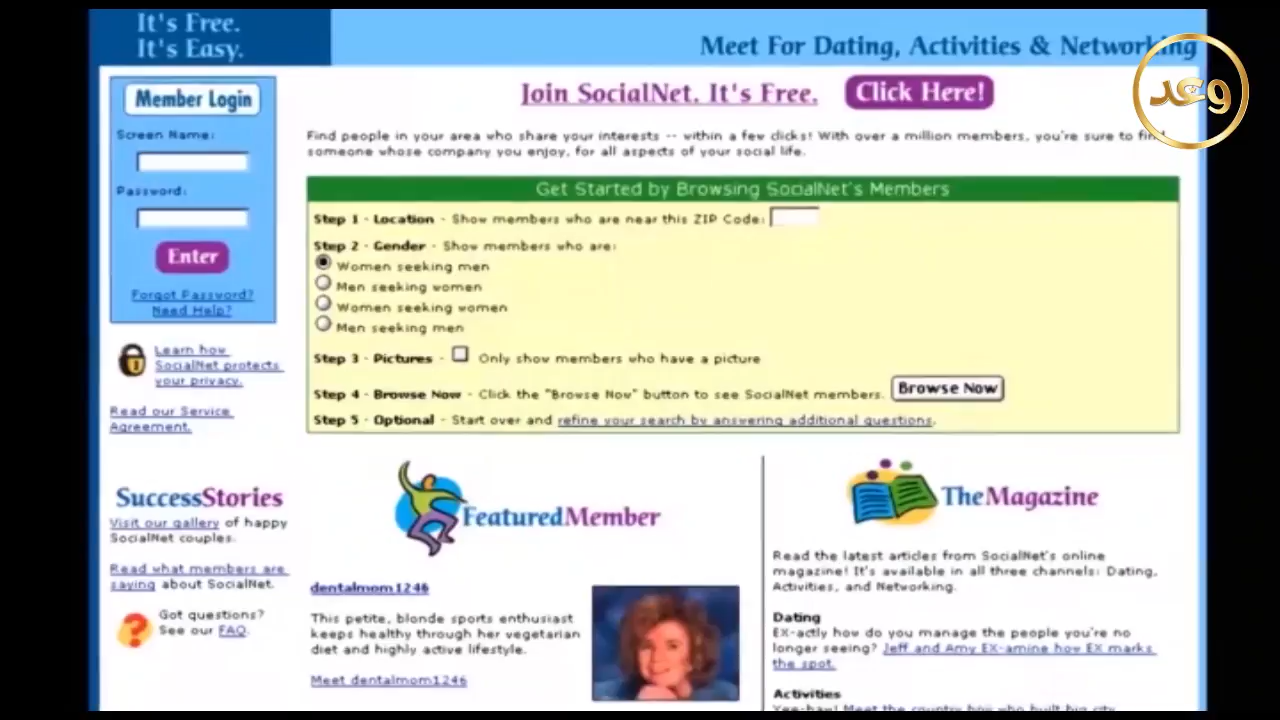 It's Free.
It's Easy.
Meet For Dating, Activities & Networking
وعد
Member Login
Screen Name:
Password:
Enter
Forgot Password?
Need Help?
Learn how
SocialNet protects
your privacy.
Read our Service
Agreement.
SuccessStories
Visit our gallery of happy
SocialNet couples.
Read what members are
saying about SocialNet.
Got questions?
See our FAQ.
Join SocialNet. It's Free. Click Here!
Find people in your area who share your interests -- within a few clicks! With over a million members, you're sure to find
someone whose company you enjoy, for all aspects of your social life.
Get Started by Browsing SocialNet's Members
Step 1 - Location - Show members who are near this ZIP Code:
Step 2 - Gender - Show members who are:
Women seeking men
Men seeking women
Women seeking women
Men seeking men
Step 3 - Pictures - Only show members who have a picture
Step 4 - Browse Now - Click the "Browse Now" button to see SocialNet members. Browse Now
Step 5 - Optional - Start over and refine your search by answering additional questions.
FeaturedMember
dentalmom1246
This petite, blonde sports enthusiast
keeps healthy through her vegetarian
diet and highly active lifestyle.
Meet dentalmom1246
TheMagazine
Read the latest articles from SocialNet's online
magazine! It's available in all three channels: Dating,
Activities, and Networking.
Dating
EX-actly how do you manage the people you're no
longer seeing? Jeff and Amy EX-amine how EX marks
the spot.
Activities
Yee-haw! Meet the country boy who built big city